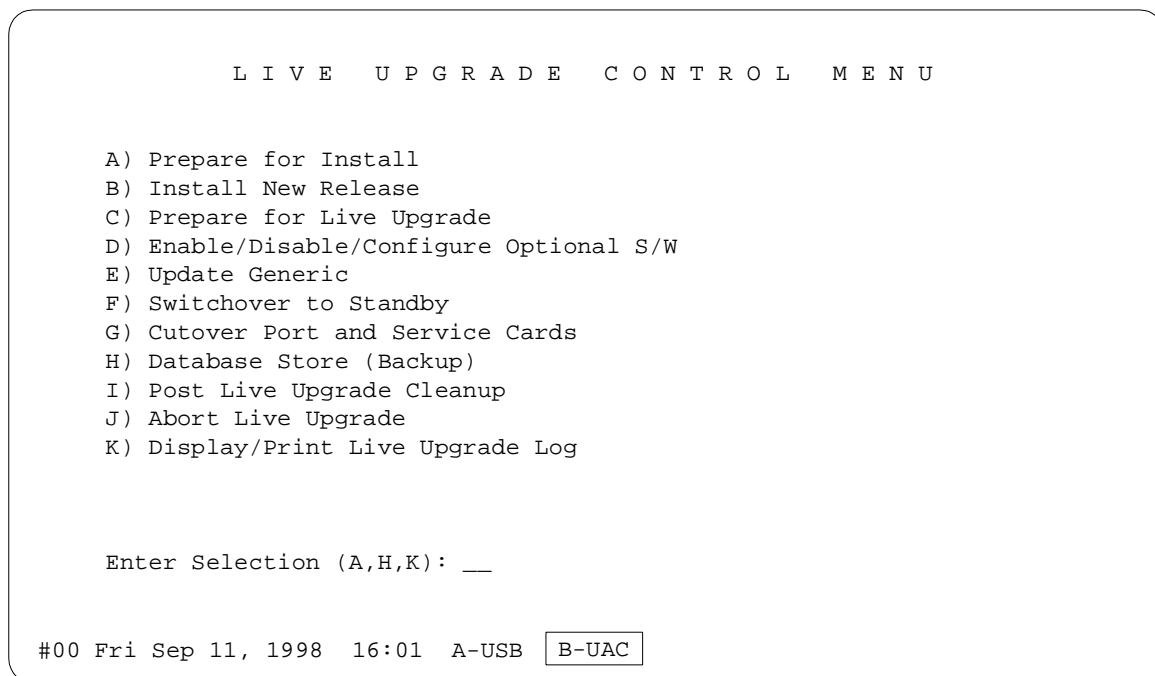 L I V E   U P G R A D E   C O N T R O L   M E N U
A) Prepare for Install
B) Install New Release
C) Prepare for Live Upgrade
D) Enable/Disable/Configure Optional S/W
E) Update Generic
F) Switchover to Standby
G) Cutover Port and Service Cards
H) Database Store (Backup)
I) Post Live Upgrade Cleanup
J) Abort Live Upgrade
K) Display/Print Live Upgrade Log
Enter Selection (A,H,K): __
#00 Fri Sep 11, 1998  16:01  A-USB  B-UAC